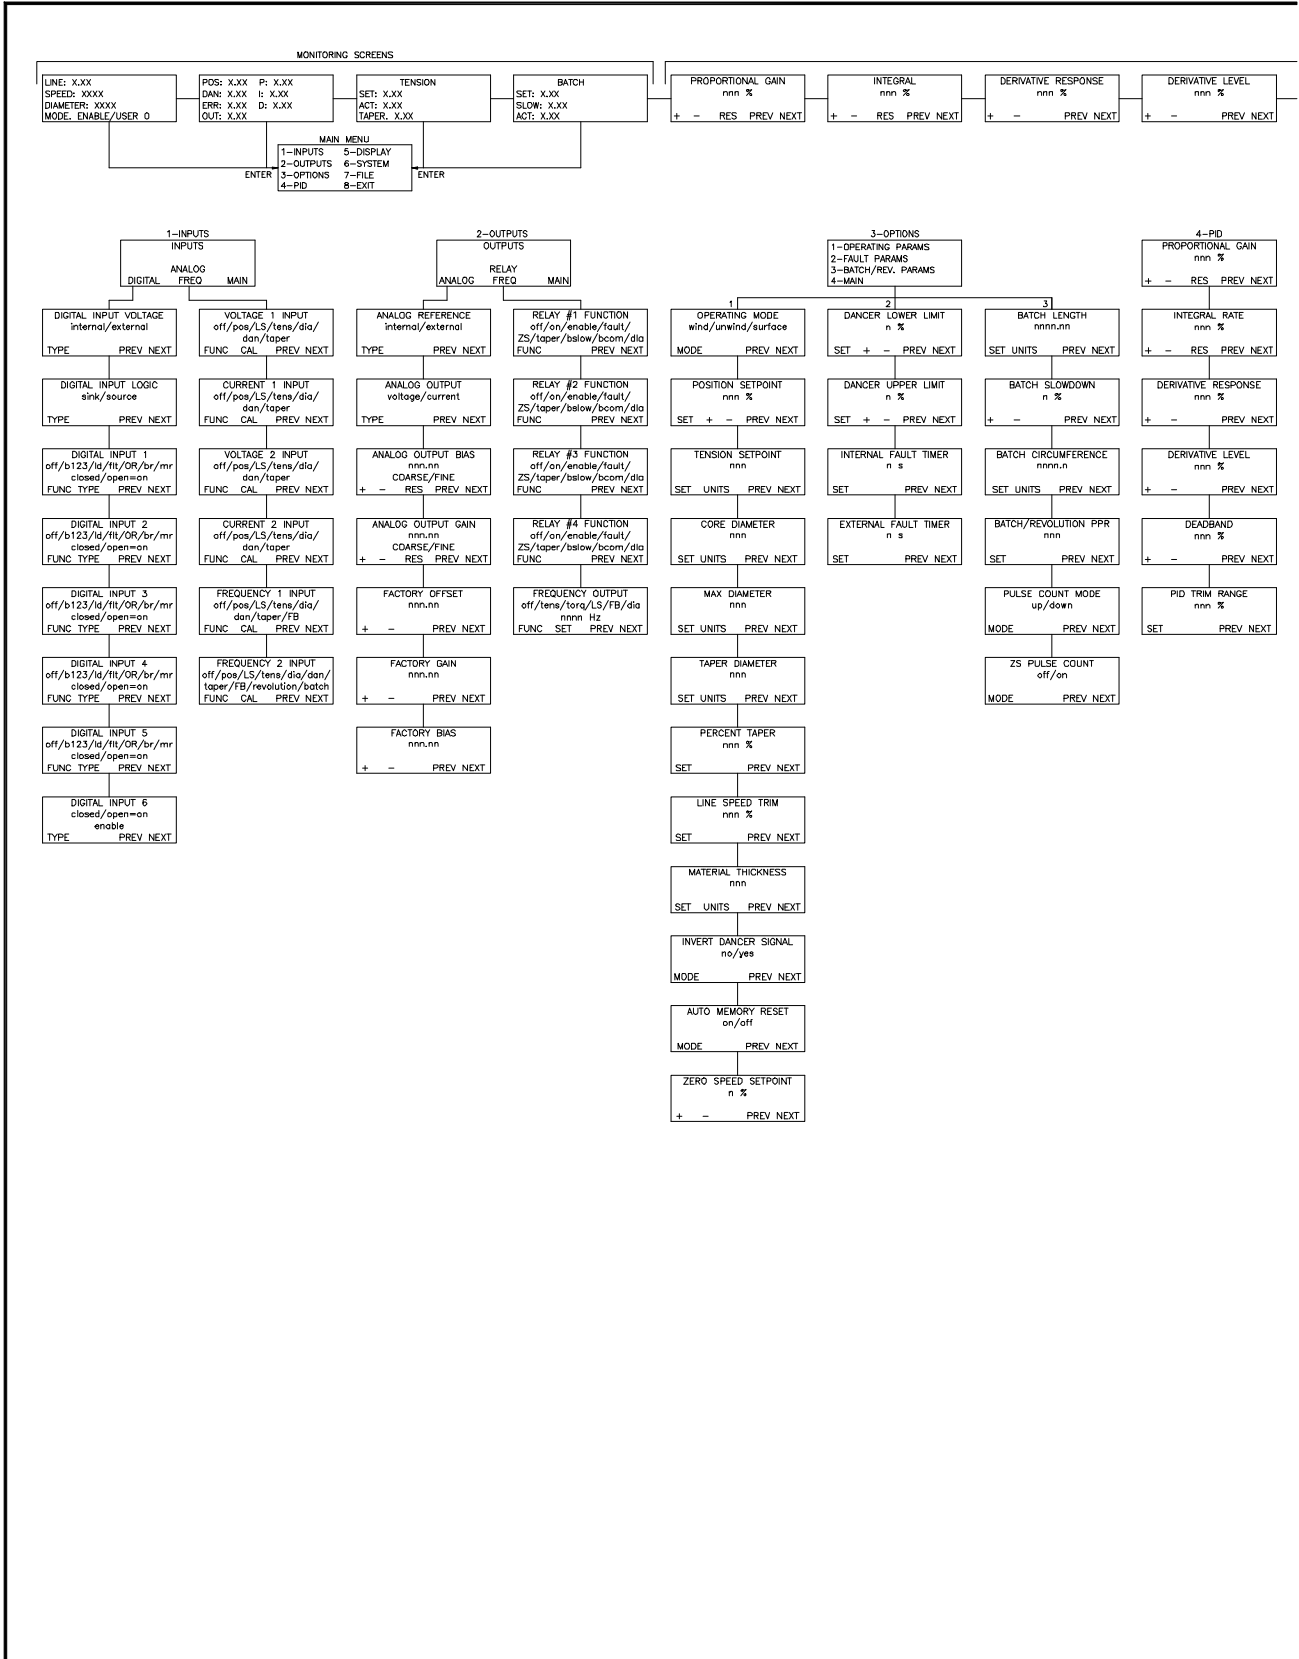 MONITORING SCREENS
LINE: X.XX
SPEED: XXXX
DIAMETER: XXXX
MODE. ENABLE/USER 0
POS: X.XX P: X.XX
DAN: X.XX I: X.XX
ERR: X.XX D: X.XX
OUT: X.XX
TENSION
SET: X.XX
ACT: X.XX
TAPER. X.XX
BATCH
SET: X.XX
SLOW: X.XX
ACT: X.XX
PROPORTIONAL GAIN
nnn %
+ - RES PREV NEXT
INTEGRAL
nnn %
+ - RES PREV NEXT
DERIVATIVE RESPONSE
nnn %
+ - PREV NEXT
DERIVATIVE LEVEL
nnn %
+ - PREV NEXT
MAIN MENU
1-INPUTS 5-DISPLAY
2-OUTPUTS 6-SYSTEM
3-OPTIONS 7-FILE
4-PID 8-EXIT
ENTER
ENTER
1-INPUTS
INPUTS
ANALOG
DIGITAL FREQ MAIN
DIGITAL INPUT VOLTAGE
internal/external
TYPE PREV NEXT
DIGITAL INPUT LOGIC
sink/source
TYPE PREV NEXT
DIGITAL INPUT 1
off/b123/ld/flt/OR/br/mr
closed/open=on
FUNC TYPE PREV NEXT
DIGITAL INPUT 2
off/b123/ld/flt/OR/br/mr
closed/open=on
FUNC TYPE PREV NEXT
DIGITAL INPUT 3
off/b123/ld/flt/OR/br/mr
closed/open=on
FUNC TYPE PREV NEXT
DIGITAL INPUT 4
off/b123/ld/flt/OR/br/mr
closed/open=on
FUNC TYPE PREV NEXT
DIGITAL INPUT 5
off/b123/ld/flt/OR/br/mr
closed/open=on
FUNC TYPE PREV NEXT
DIGITAL INPUT 6
closed/open=on
enable
TYPE PREV NEXT
VOLTAGE 1 INPUT
off/pos/LS/tens/dia/
dan/taper
FUNC CAL PREV NEXT
CURRENT 1 INPUT
off/pos/LS/tens/dia/
dan/taper
FUNC CAL PREV NEXT
VOLTAGE 2 INPUT
off/pos/LS/tens/dia/
dan/taper
FUNC CAL PREV NEXT
CURRENT 2 INPUT
off/pos/LS/tens/dia/
dan/taper
FUNC CAL PREV NEXT
FREQUENCY 1 INPUT
off/pos/LS/tens/dia/
dan/taper/FB
FUNC CAL PREV NEXT
FREQUENCY 2 INPUT
off/pos/LS/tens/dia/dan/
taper/FB/revolution/batch
FUNC CAL PREV NEXT
2-OUTPUTS
OUTPUTS
RELAY
ANALOG FREQ MAIN
ANALOG REFERENCE
internal/external
TYPE PREV NEXT
ANALOG OUTPUT
voltage/current
TYPE PREV NEXT
ANALOG OUTPUT BIAS
nnn.nn
COARSE/FINE
+ - RES PREV NEXT
ANALOG OUTPUT GAIN
nnn.nn
COARSE/FINE
+ - RES PREV NEXT
FACTORY OFFSET
nnn.nn
+ - PREV NEXT
FACTORY GAIN
nnn.nn
+ - PREV NEXT
FACTORY BIAS
nnn.nn
+ - PREV NEXT
RELAY #1 FUNCTION
off/on/enable/fault/
ZS/taper/bslow/bcom/dla
FUNC PREV NEXT
RELAY #2 FUNCTION
off/on/enable/fault/
ZS/taper/bslow/bcom/dla
FUNC PREV NEXT
RELAY #3 FUNCTION
off/on/enable/fault/
ZS/taper/bslow/bcom/dla
FUNC PREV NEXT
RELAY #4 FUNCTION
off/on/enable/fault/
ZS/taper/bslow/bcom/dla
FUNC PREV NEXT
FREQUENCY OUTPUT
off/tens/torq/LS/FB/dia
nnnn Hz
FUNC SET PREV NEXT
3-OPTIONS
1-OPERATING PARAMS
2-FAULT PARAMS
3-BATCH/REV. PARAMS
4-MAIN
1
OPERATING MODE
wind/unwind/surface
MODE PREV NEXT
POSITION SETPOINT
nnn %
SET + - PREV NEXT
TENSION SETPOINT
nnn
SET UNITS PREV NEXT
CORE DIAMETER
nnn
SET UNITS PREV NEXT
MAX DIAMETER
nnn
SET UNITS PREV NEXT
TAPER DIAMETER
nnn
SET UNITS PREV NEXT
PERCENT TAPER
nnn %
SET PREV NEXT
LINE SPEED TRIM
nnn %
SET PREV NEXT
MATERIAL THICKNESS
nnn
SET UNITS PREV NEXT
INVERT DANCER SIGNAL
no/yes
MODE PREV NEXT
AUTO MEMORY RESET
on/off
MODE PREV NEXT
ZERO SPEED SETPOINT
n %
+ - PREV NEXT
2
DANCER LOWER LIMIT
n %
SET + - PREV NEXT
DANCER UPPER LIMIT
n %
SET + - PREV NEXT
INTERNAL FAULT TIMER
n s
SET PREV NEXT
EXTERNAL FAULT TIMER
n s
SET PREV NEXT
3
BATCH LENGTH
nnnn.nn
SET UNITS PREV NEXT
BATCH SLOWDOWN
n %
+ - PREV NEXT
BATCH CIRCUMFERENCE
nnnn.n
SET UNITS PREV NEXT
BATCH/REVOLUTION PPR
nnn
SET PREV NEXT
PULSE COUNT MODE
up/down
MODE PREV NEXT
ZS PULSE COUNT
off/on
MODE PREV NEXT
4-PID
PROPORTIONAL GAIN
nnn %
+ - RES PREV NEXT
INTEGRAL RATE
nnn %
+ - RES PREV NEXT
DERIVATIVE RESPONSE
nnn %
+ - PREV NEXT
DERIVATIVE LEVEL
nnn %
+ - PREV NEXT
DEADBAND
nnn %
+ - PREV NEXT
PID TRIM RANGE
nnn %
SET PREV NEXT